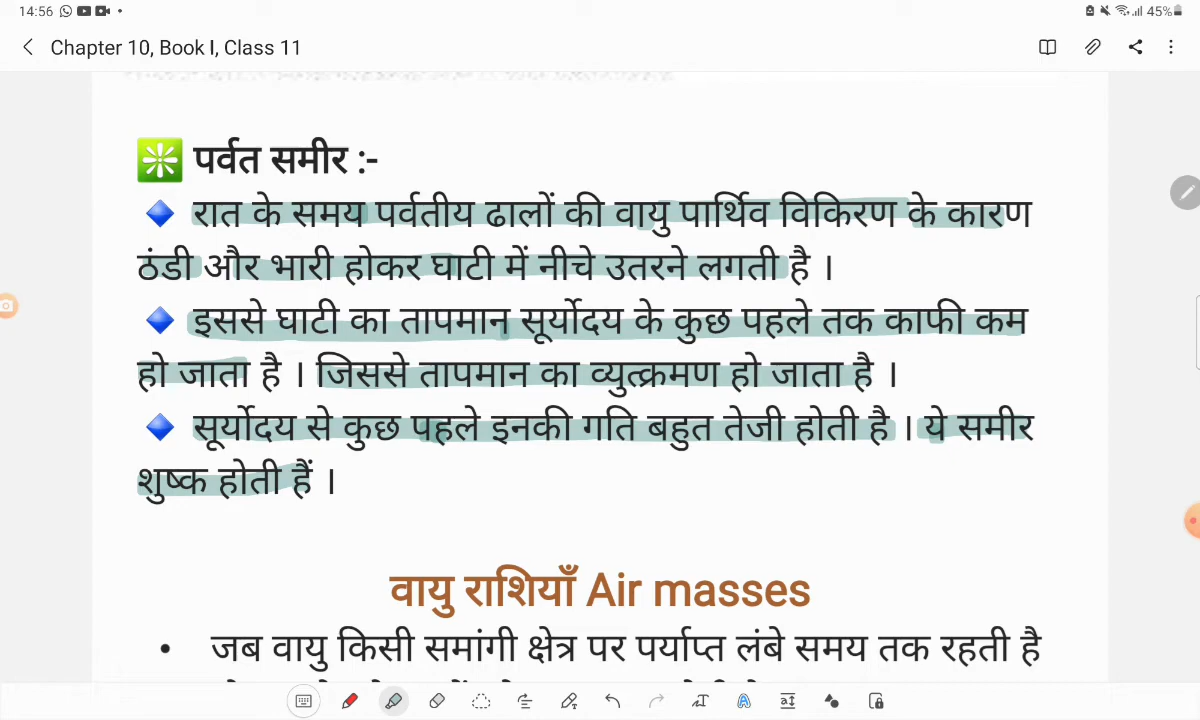 14:56 45%
Chapter 10, Book I, Class 11
पर्वत समीर :-
रात के समय पर्वतीय ढालों की वायु पार्थिव विकिरण के कारण
ठंडी और भारी होकर घाटी में नीचे उतरने लगती है ।
इससे घाटी का तापमान सूर्योदय के कुछ पहले तक काफी कम
हो जाता है । जिससे तापमान का व्युत्क्रमण हो जाता है ।
सूर्योदय से कुछ पहले इनकी गति बहुत तेजी होती है । ये समीर
शुष्क होती हैं ।
वायु राशियाँ Air masses
• जब वायु किसी समांगी क्षेत्र पर पर्याप्त लंबे समय तक रहती है